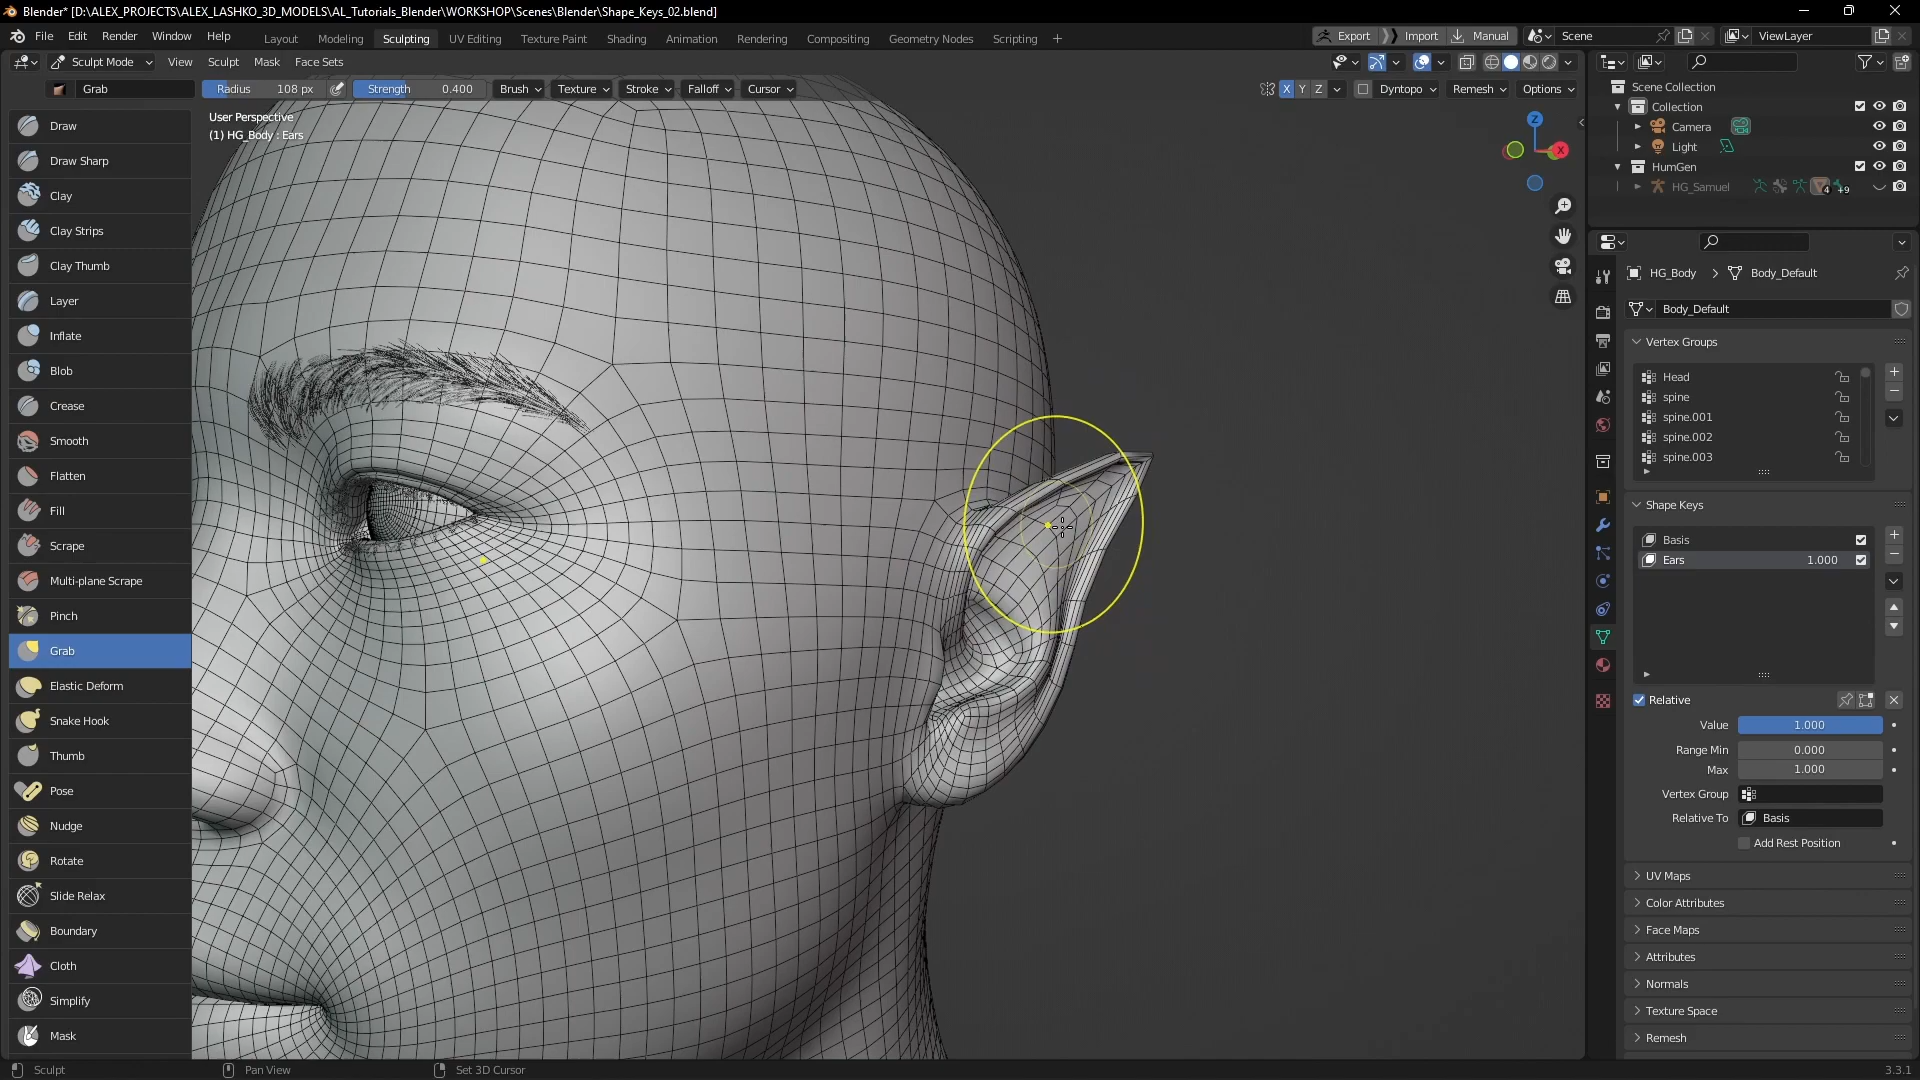 Blender* [D:\ALEX_PROJECTS\ALEX_LASHKO_3D_MODELS\AL_Tutorials_Blender\WORKSHOP\Scenes\Blender\Shape_Keys_02.blend]
File Edit Render Window Help Layout Modeling Sculpting UV Editing Texture Paint Shading Animation Rendering Compositing Geometry Nodes Scripting + Export Import Manual Scene ViewLayer
Sculpt Mode View Sculpt Mask Face Sets
Grab Radius 108 px Strength 0.400 Brush Texture Stroke Falloff Cursor X Y Z Dyntopo Remesh Options
User Perspective
(1) HG_Body : Ears
Draw
Draw Sharp
Clay
Clay Strips
Clay Thumb
Layer
Inflate
Blob
Crease
Smooth
Flatten
Fill
Scrape
Multi-plane Scrape
Pinch
Grab
Elastic Deform
Snake Hook
Thumb
Pose
Nudge
Rotate
Slide Relax
Boundary
Cloth
Simplify
Mask
Z
X
Scene Collection
Collection
Camera
Light
HumGen
HG_Samuel 4 +9
HG_Body > Body_Default
Body_Default
Vertex Groups
Head
spine
spine.001
spine.002
spine.003
Shape Keys
Basis
Ears 1.000
Relative
Value 1.000
Range Min 0.000
Max 1.000
Vertex Group
Relative To Basis
Add Rest Position
UV Maps
Color Attributes
Face Maps
Attributes
Normals
Texture Space
Remesh
Sculpt Pan View Set 3D Cursor 3.3.1